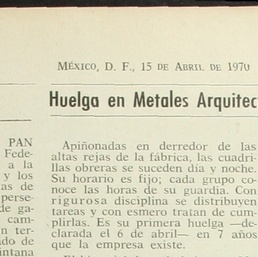 MÉXICO, D. F., 15 DE ABRIL DE 1970
Huelga en Metales Arquitec
PAN
Fede-
a la
y los
as de
perse-
de ga-
cam-
n ter-
ado de
uintana
Apiñonadas en derredor de las
altas rejas de la fábrica, las cuadri-
llas obreras se suceden día y noche.
Su horario es fijo; cada grupo co-
noce las horas de su guardia. Con
rigurosa disciplina se distribuyen
tareas y con esmero tratan de cum-
plirlas. Es su primera huelga —de-
clarada el 6 de abril— en 7 años
que la empresa existe.